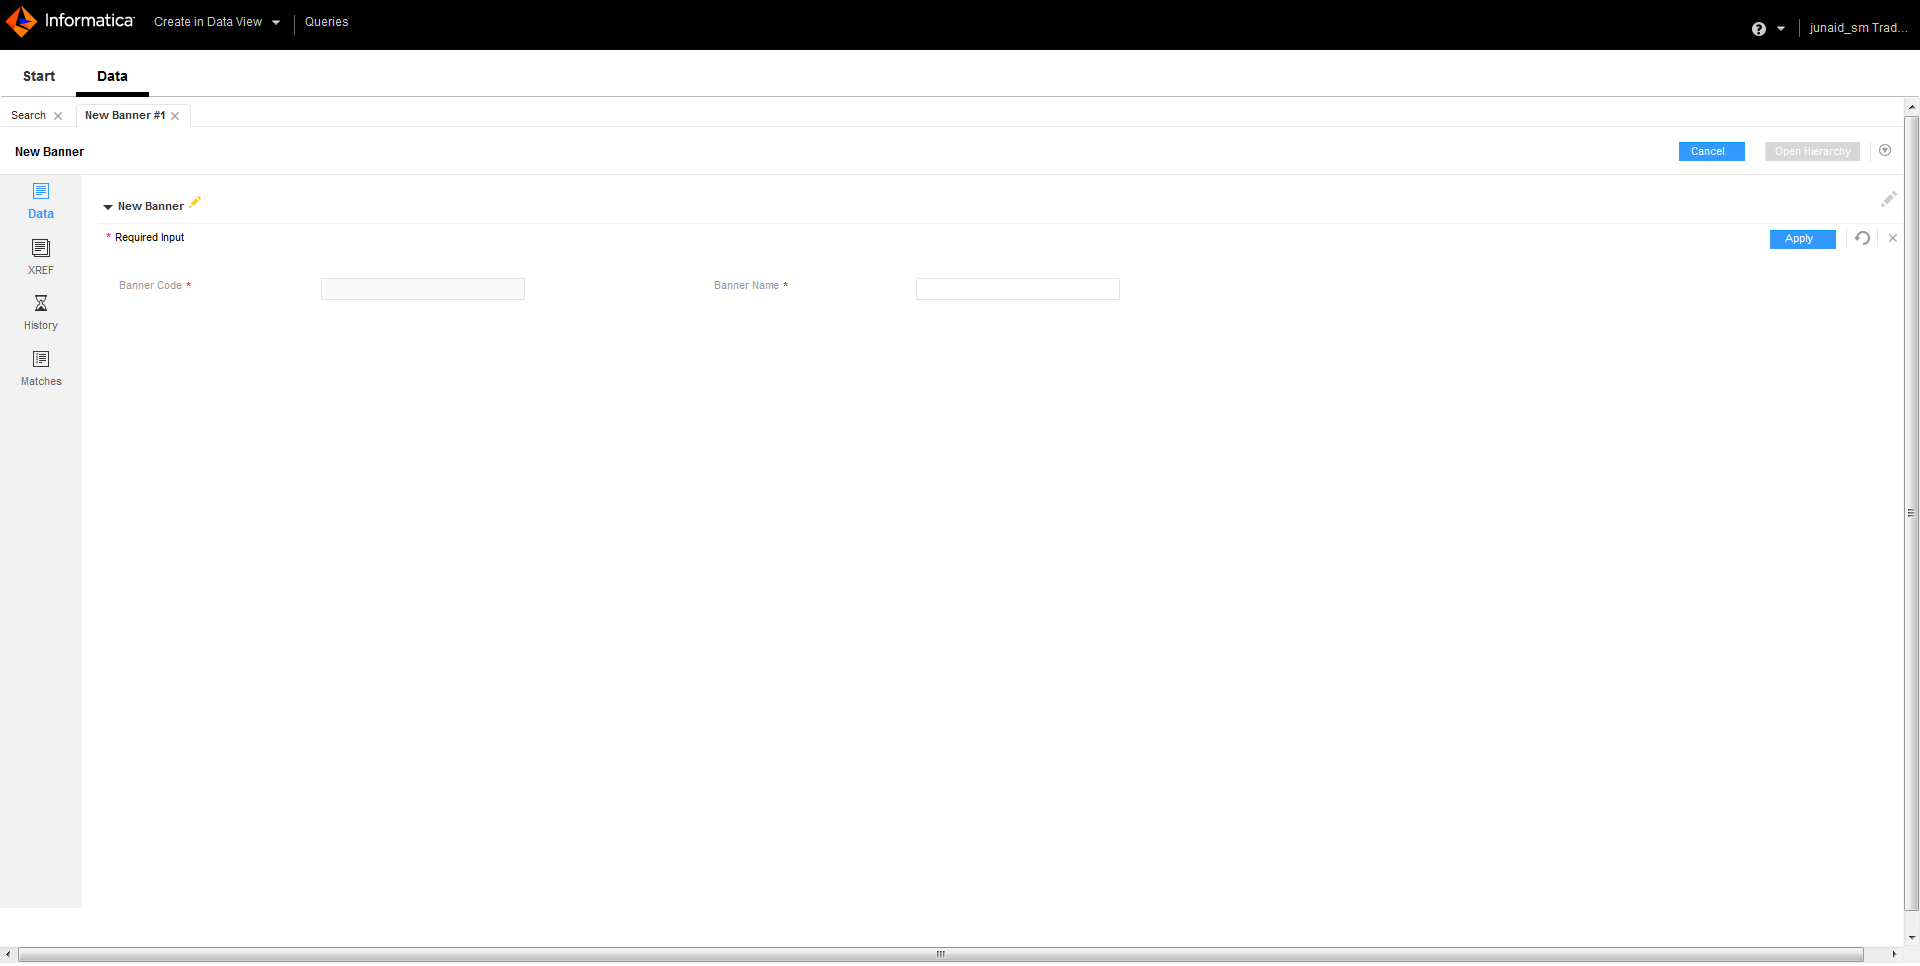 Informatica Create in Data View Queries junaid_sm Trad...
Start Data
Search New Banner #1
New Banner Cancel Open Hierarchy
Data
XREF
History
Matches
New Banner
* Required Input Apply
Banner Code * Banner Name *